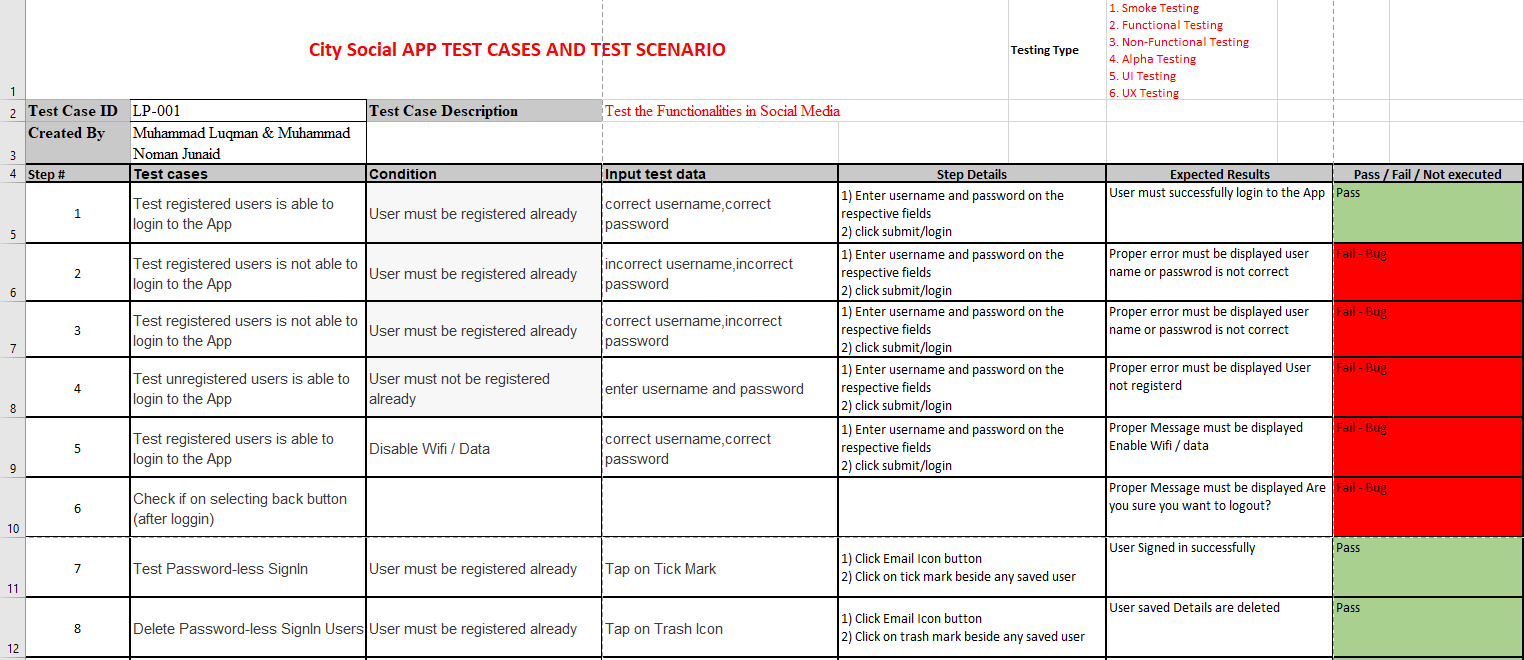 1. Smoke Testing
2. Functional Testing
3. Non-Functional Testing
4. Alpha Testing
5. UI Testing
6. UX Testing
City Social APP TEST CASES AND TEST SCENARIO
Testing Type
1
2
Test Case ID
LP-001
Test Case Description
Test the Functionalities in Social Media
3
Created By
Muhammad Luqman & Muhammad
Noman Junaid
4
Step #
Test cases
Condition
Input test data
Step Details
Expected Results
Pass / Fail / Not executed
5
1
Test registered users is able to
login to the App
User must be registered already
correct username,correct
password
1) Enter username and password on the
respective fields
2) click submit/login
User must successfully login to the App
Pass
6
2
Test registered users is not able to
login to the App
User must be registered already
incorrect username,incorrect
password
1) Enter username and password on the
respective fields
2) click submit/login
Proper error must be displayed user
name or passwrod is not correct
Fail - Bug
7
3
Test registered users is not able to
login to the App
User must be registered already
correct username,incorrect
password
1) Enter username and password on the
respective fields
2) click submit/login
Proper error must be displayed user
name or passwrod is not correct
Fail - Bug
8
4
Test unregistered users is able to
login to the App
User must not be registered
already
enter username and password
1) Enter username and password on the
respective fields
2) click submit/login
Proper error must be displayed User
not registerd
Fail - Bug
9
5
Test registered users is able to
login to the App
Disable Wifi / Data
correct username,correct
password
1) Enter username and password on the
respective fields
2) click submit/login
Proper Message must be displayed
Enable Wifi / data
Fail - Bug
10
6
Check if on selecting back button
(after loggin)
Proper Message must be displayed Are
you sure you want to logout?
Fail - Bug
11
7
Test Password-less SignIn
User must be registered already
Tap on Tick Mark
1) Click Email Icon button
2) Click on tick mark beside any saved user
User Signed in successfully
Pass
12
8
Delete Password-less SignIn Users
User must be registered already
Tap on Trash Icon
1) Click Email Icon button
2) Click on trash mark beside any saved user
User saved Details are deleted
Pass